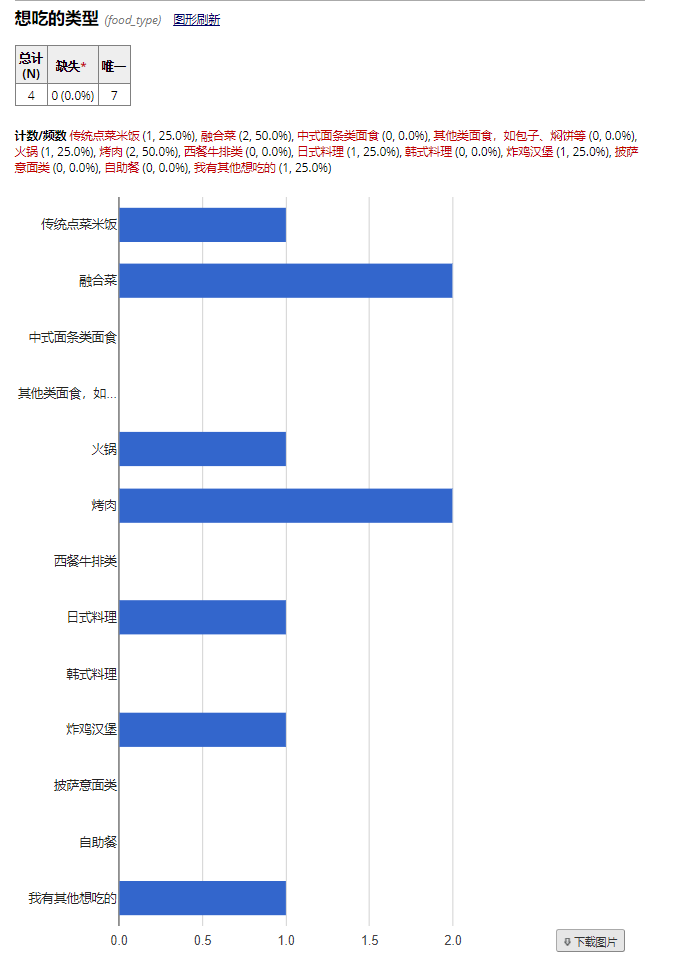 想吃的类型 (food_type) 图形刷新
总计 (N) 缺失* 唯一
4 0 (0.0%) 7
计数/频数 传统点菜米饭 (1, 25.0%), 融合菜 (2, 50.0%), 中式面条类面食 (0, 0.0%), 其他类面食，如包子、焖饼等 (0, 0.0%),
火锅 (1, 25.0%), 烤肉 (2, 50.0%), 西餐牛排类 (0, 0.0%), 日式料理 (1, 25.0%), 韩式料理 (0, 0.0%), 炸鸡汉堡 (1, 25.0%), 披萨
意面类 (0, 0.0%), 自助餐 (0, 0.0%), 我有其他想吃的 (1, 25.0%)
传统点菜米饭
融合菜
中式面条类面食
其他类面食，如...
火锅
烤肉
西餐牛排类
日式料理
韩式料理
炸鸡汉堡
披萨意面类
自助餐
我有其他想吃的
0.0 0.5 1.0 1.5 2.0
下载图片